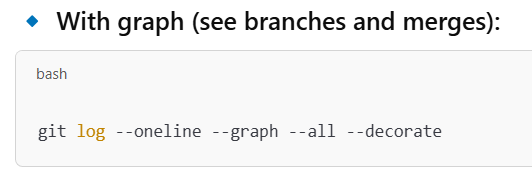 With graph (see branches and merges):
bash
git log --oneline --graph --all --decorate